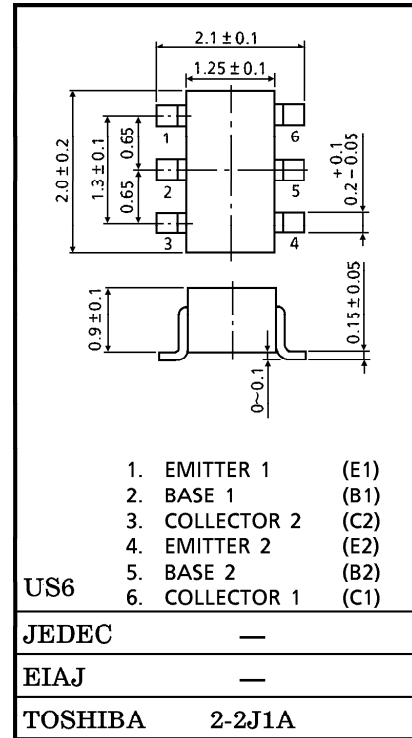 2.1±0.1
1.25±0.1
2.0±0.2
1.3±0.1
0.65
0.65
1
2
3
6
5
4
+0.1
0.2-0.05
0.9±0.1
0.15±0.05
0~0.1
1. EMITTER 1 (E1)
2. BASE 1 (B1)
3. COLLECTOR 2 (C2)
4. EMITTER 2 (E2)
5. BASE 2 (B2)
US6 6. COLLECTOR 1 (C1)
JEDEC —
EIAJ —
TOSHIBA 2-2J1A